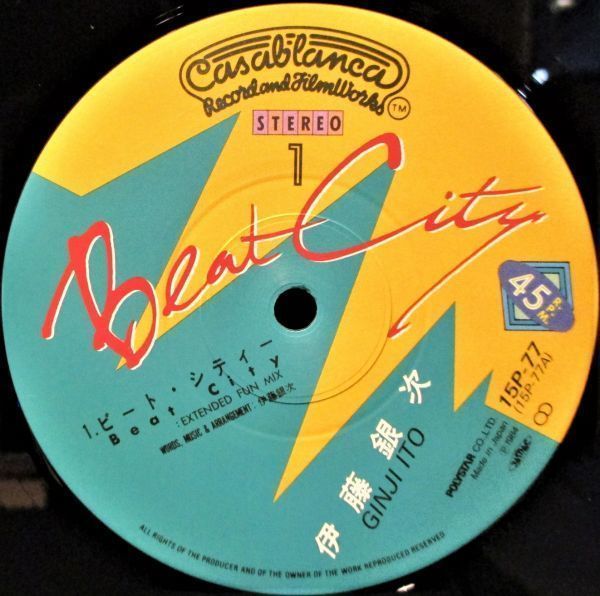 Casablanca
Record and FilmWorks
TM
STEREO
1
Beat City
45
R.P.M.
15P-77
(15P-77A)
1.ビート・シティー
Beat City
:EXTENDED FUN MIX
WORDS, MUSIC & ARRANGEMENT: 伊藤銀次
伊藤銀次
GINJI ITO
POLYSTAR CO., LTD.
Made in Japan
℗ 1984
ALL RIGHTS OF THE PRODUCER AND OF THE OWNER OF THE WORK REPRODUCED RESERVED